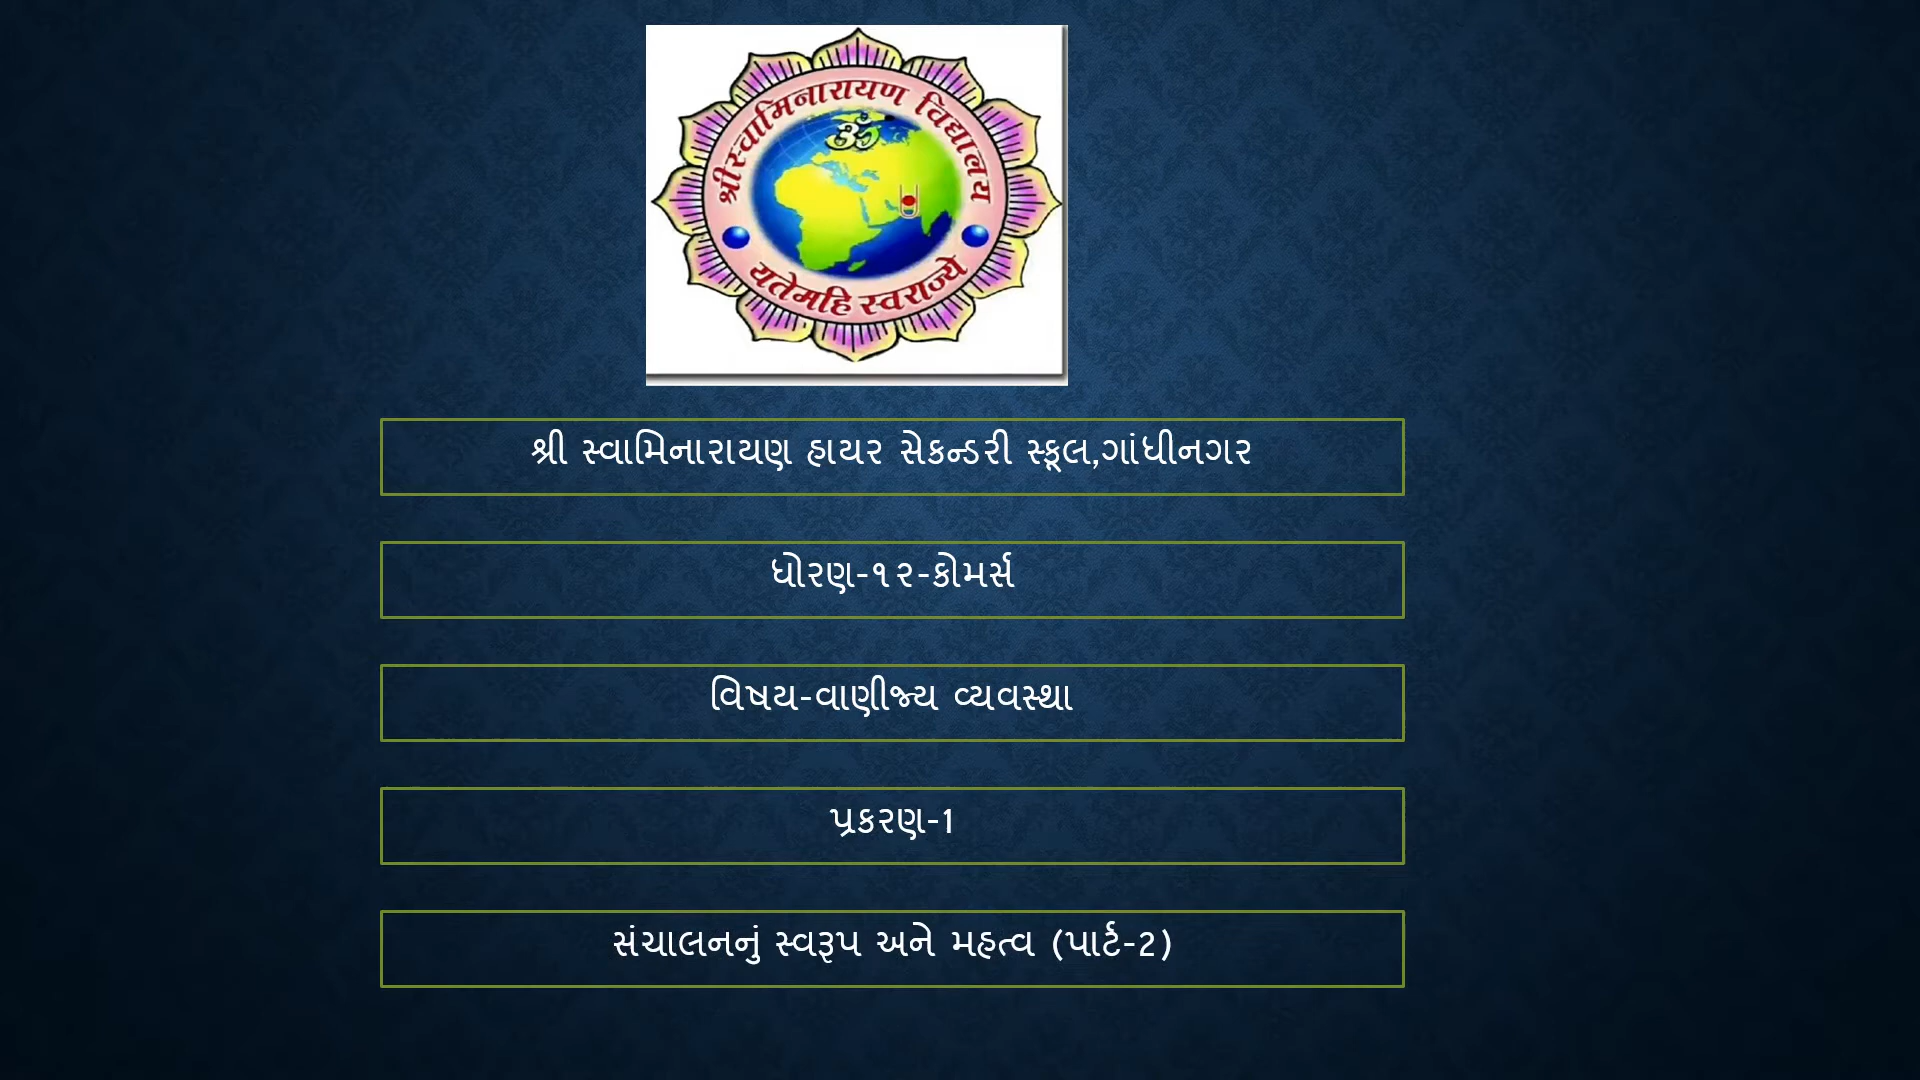 श्री स्वामिनारायण विद्यालय
ॐ
यतेमहि स्वराज्ये
શ્રી સ્વામિનારાયણ હાયર સેકન્ડરી સ્કૂલ,ગાંધીનગર
ધોરણ-૧૨-કોમર્સ
વિષય-વાણીજ્ય વ્યવસ્થા
પ્રકરણ-1
સંચાલનનું સ્વરૂપ અને મહત્વ (પાર્ટ-2)